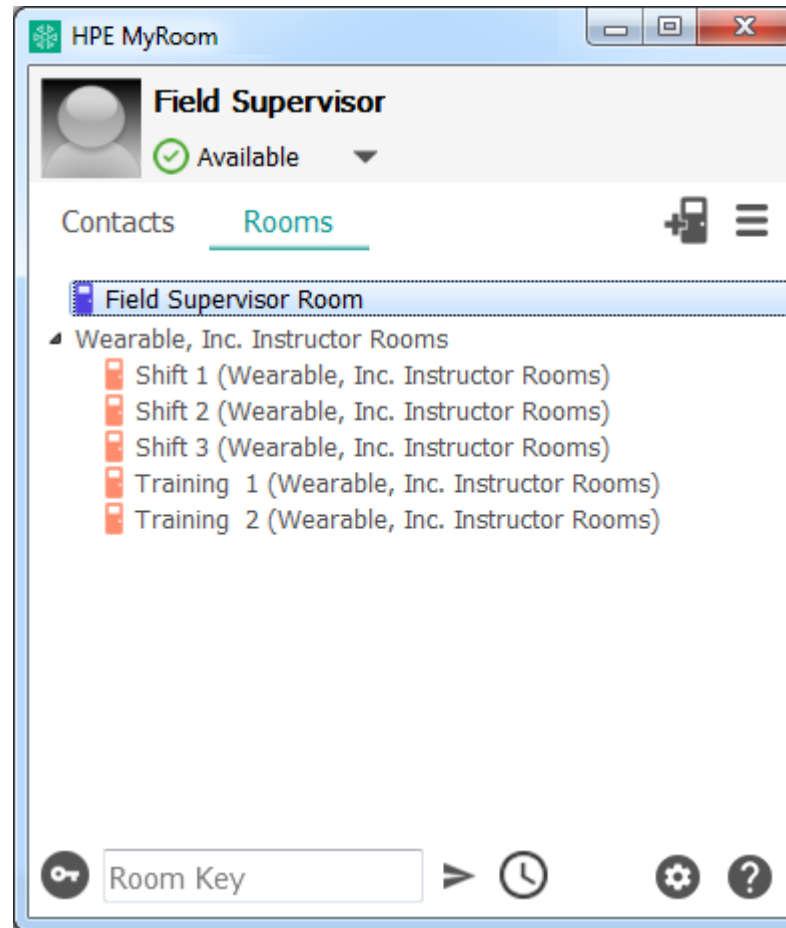 HPE MyRoom
Field Supervisor
Available
Contacts Rooms
Field Supervisor Room
Wearable, Inc. Instructor Rooms
Shift 1 (Wearable, Inc. Instructor Rooms)
Shift 2 (Wearable, Inc. Instructor Rooms)
Shift 3 (Wearable, Inc. Instructor Rooms)
Training  1 (Wearable, Inc. Instructor Rooms)
Training  2 (Wearable, Inc. Instructor Rooms)
Room Key